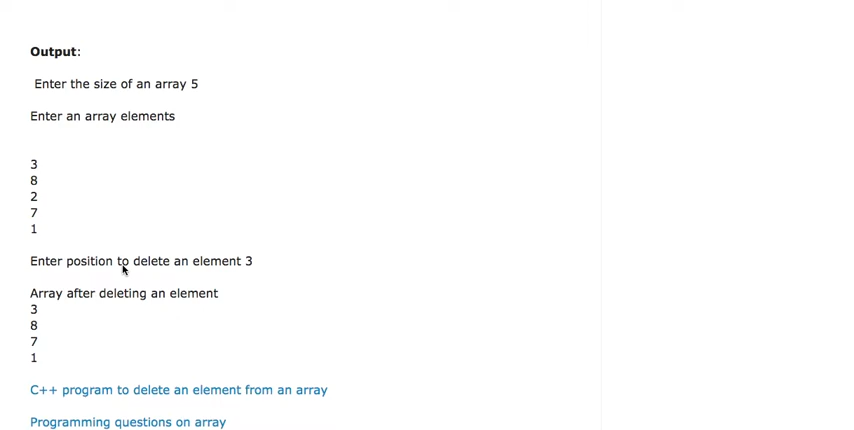 Output:
Enter the size of an array 5
Enter an array elements
3
8
2
7
1
Enter position to delete an element 3
Array after deleting an element
3
8
7
1
C++ program to delete an element from an array
Programming questions on array